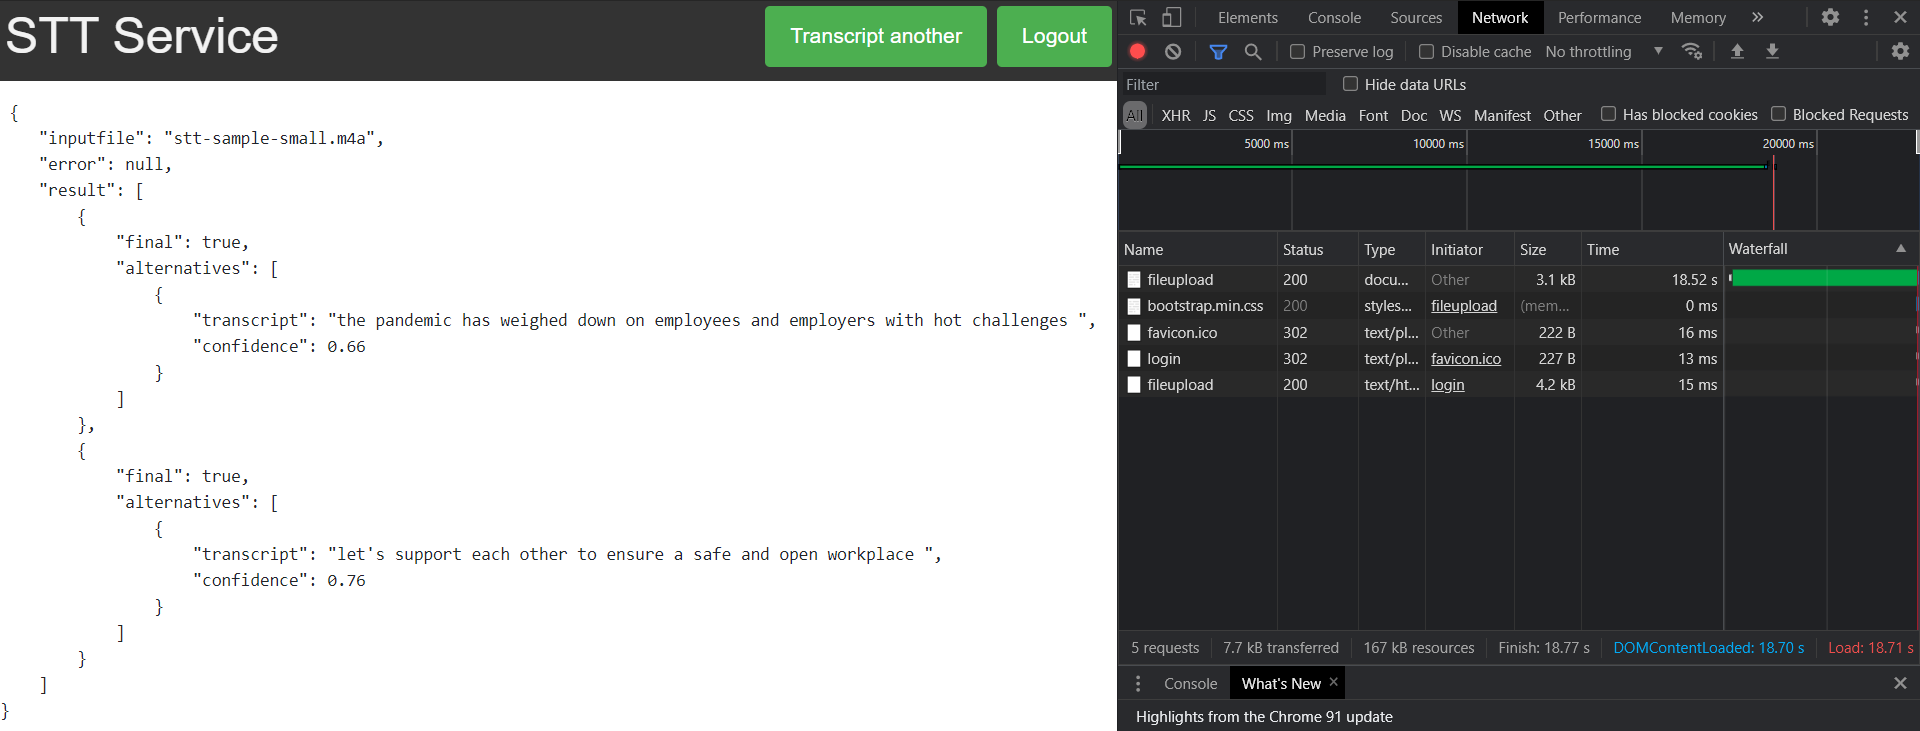 STT Service
Transcript another
Logout
{
"inputfile": "stt-sample-small.m4a",
"error": null,
"result": [
{
"final": true,
"alternatives": [
{
"transcript": "the pandemic has weighed down on employees and employers with hot challenges ",
"confidence": 0.66
}
]
},
{
"final": true,
"alternatives": [
{
"transcript": "let's support each other to ensure a safe and open workplace ",
"confidence": 0.76
}
]
}
]
}
Elements Console Sources Network Performance Memory »
Preserve log Disable cache No throttling
Filter Hide data URLs
All XHR JS CSS Img Media Font Doc WS Manifest Other Has blocked cookies Blocked Requests
5000 ms 10000 ms 15000 ms 20000 ms
Name Status Type Initiator Size Time Waterfall
fileupload 200 docu... Other 3.1 kB 18.52 s
bootstrap.min.css 200 styles... fileupload (mem... 0 ms
favicon.ico 302 text/pl... Other 222 B 16 ms
login 302 text/pl... favicon.ico 227 B 13 ms
fileupload 200 text/ht... login 4.2 kB 15 ms
5 requests 7.7 kB transferred 167 kB resources Finish: 18.77 s DOMContentLoaded: 18.70 s Load: 18.71 s
Console What's New ×
Highlights from the Chrome 91 update